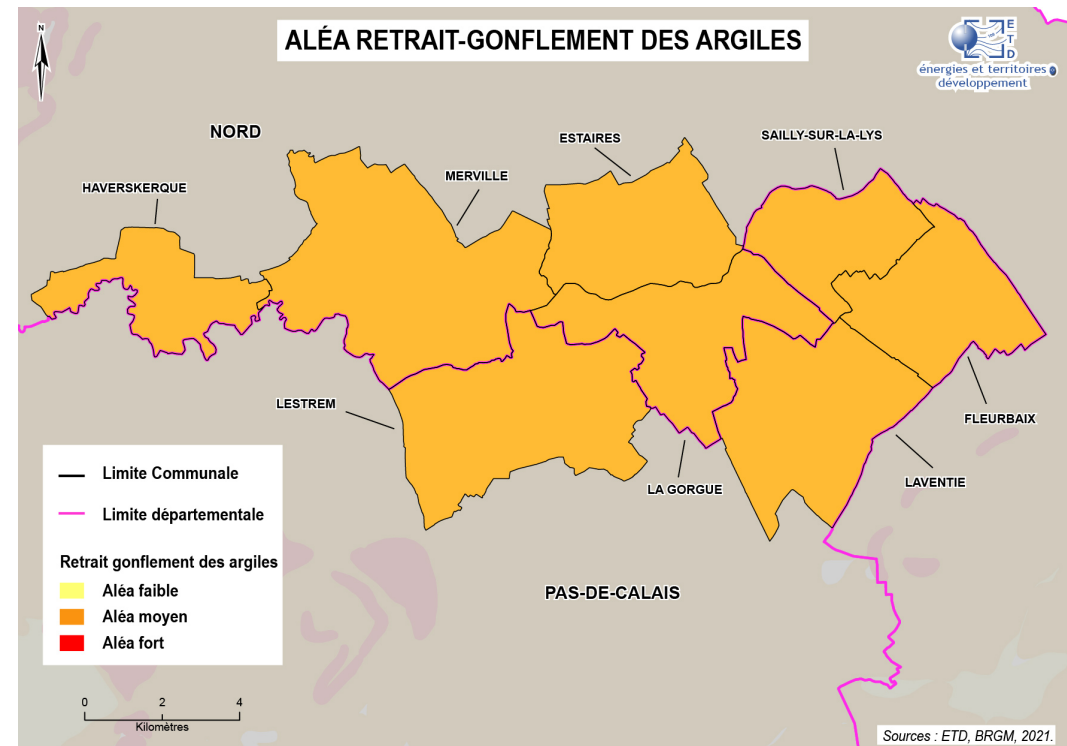 N
ALÉA RETRAIT-GONFLEMENT DES ARGILES
E
T
D
énergies et territoires
développement
NORD
ESTAIRES
SAILLY-SUR-LA-LYS
MERVILLE
HAVERSKERQUE
LESTREM
FLEURBAIX
LA GORGUE
LAVENTIE
PAS-DE-CALAIS
Limite Communale
Limite départementale
Retrait gonflement des argiles
Aléa faible
Aléa moyen
Aléa fort
0 2 4
Kilomètres
Sources : ETD, BRGM, 2021.